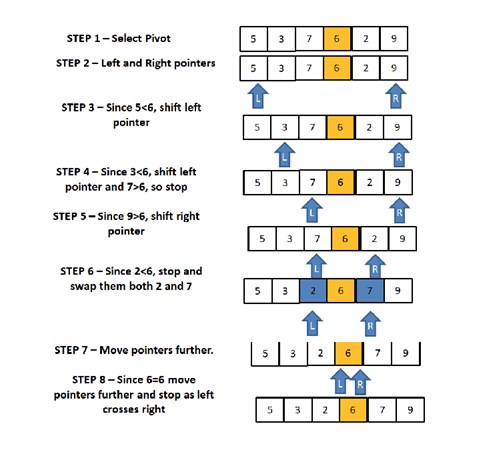 STEP 1 – Select Pivot
5 3 7 6 2 9
STEP 2 – Left and Right pointers
5 3 7 6 2 9
L R
STEP 3 – Since 5<6, shift left
pointer
5 3 7 6 2 9
L R
STEP 4 – Since 3<6, shift left
pointer and 7>6, so stop
5 3 7 6 2 9
L R
STEP 5 – Since 9>6, shift right
pointer
5 3 7 6 2 9
L R
STEP 6 – Since 2<6, stop and
swap them both 2 and 7
5 3 2 6 7 9
L R
STEP 7 – Move pointers further.
5 3 2 6 7 9
L R
STEP 8 – Since 6=6 move
pointers further and stop as left
crosses right
5 3 2 6 7 9